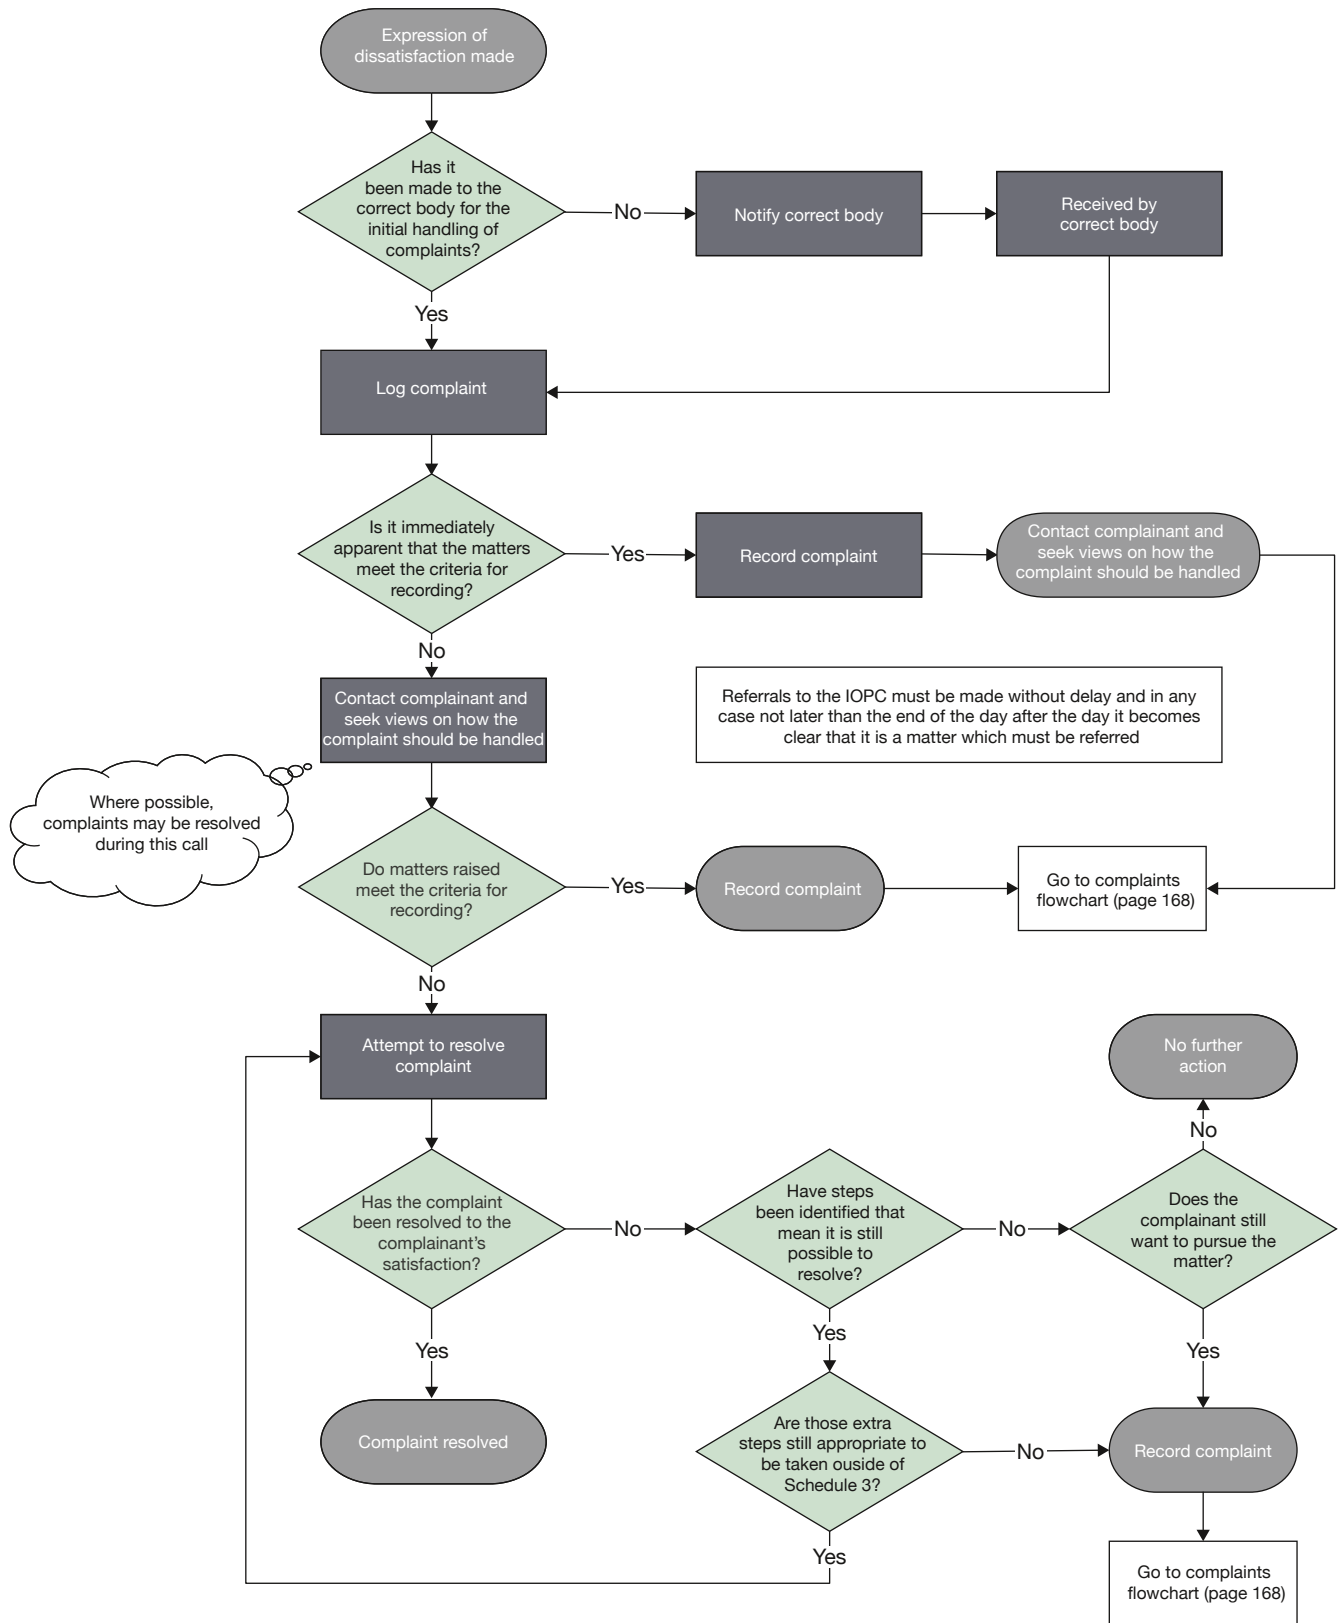 Expression of
dissatisfaction made
Has it
been made to the
correct body for the
initial handling of
complaints?
No
Notify correct body
Received by
correct body
Yes
Log complaint
Is it immediately
apparent that the matters
meet the criteria for
recording?
Yes
Record complaint
Contact complainant and
seek views on how the
complaint should be handled
No
Contact complainant and
seek views on how the
complaint should be handled
Referrals to the IOPC must be made without delay and in any
case not later than the end of the day after the day it becomes
clear that it is a matter which must be referred
Where possible,
complaints may be resolved
during this call
Do matters raised
meet the criteria for
recording?
Yes
Record complaint
Go to complaints
flowchart (page 168)
No
Attempt to resolve
complaint
No further
action
No
Has the complaint
been resolved to the
complainant's
satisfaction?
No
Have steps
been identified that
mean it is still
possible to
resolve?
No
Does the
complainant still
want to pursue the
matter?
Yes
Yes
Yes
Complaint resolved
Are those extra
steps still appropriate to
be taken ouside of
Schedule 3?
No
Record complaint
Yes
Go to complaints
flowchart (page 168)